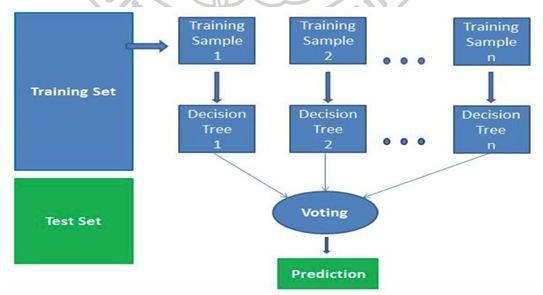 Training Set
Training
Sample
1
Training
Sample
2
Training
Sample
n
Decision
Tree
1
Decision
Tree
2
Decision
Tree
n
Test Set
Voting
Prediction